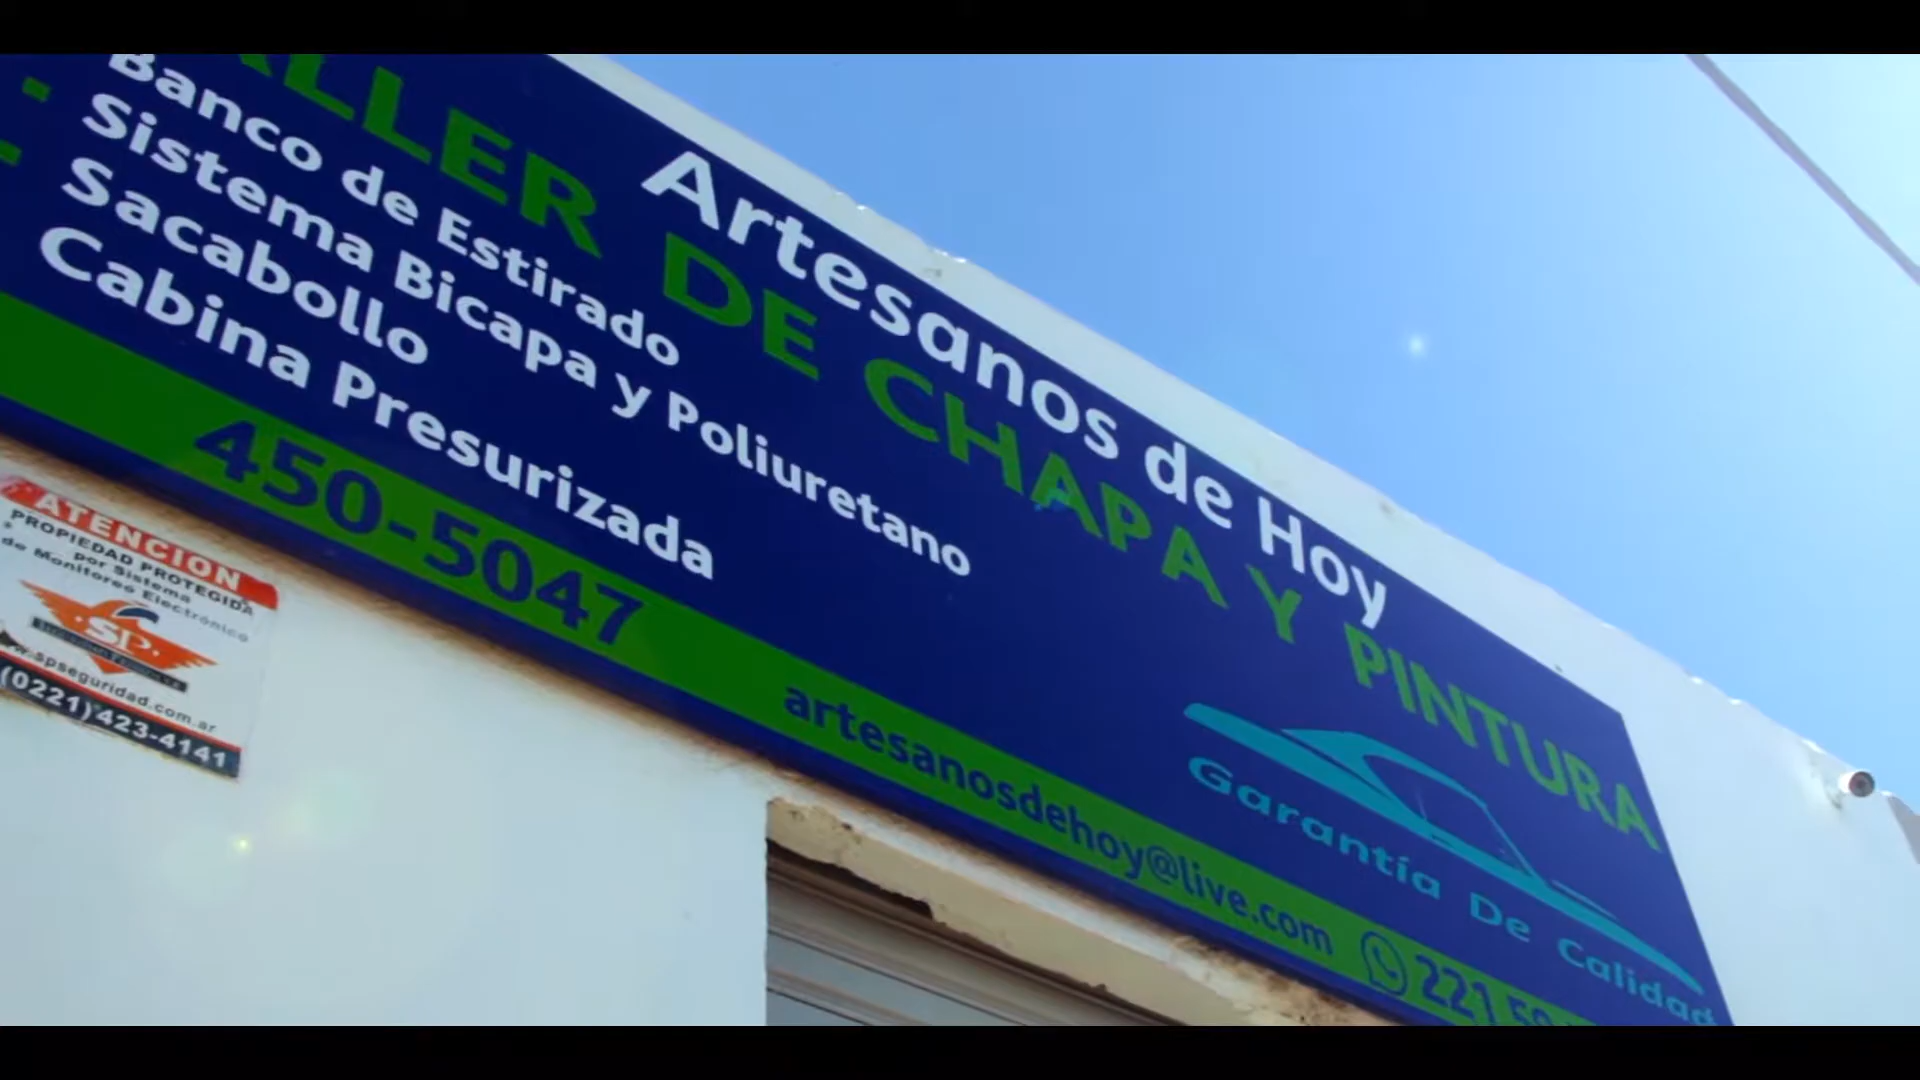 Artesanos de Hoy
TALLER DE CHAPA Y PINTURA
Banco de Estirado
- Sistema Bicapa y Poliuretano
- Sacabollo
Cabina Presurizada
Garantía De Calidad
450-5047
artesanosdehoy@live.com
221
ATENCION
PROPIEDAD PROTEGIDA
por Sistema
de Monitoreo Electrónico
SP
spseguridad.com.ar
(0221)423-4141